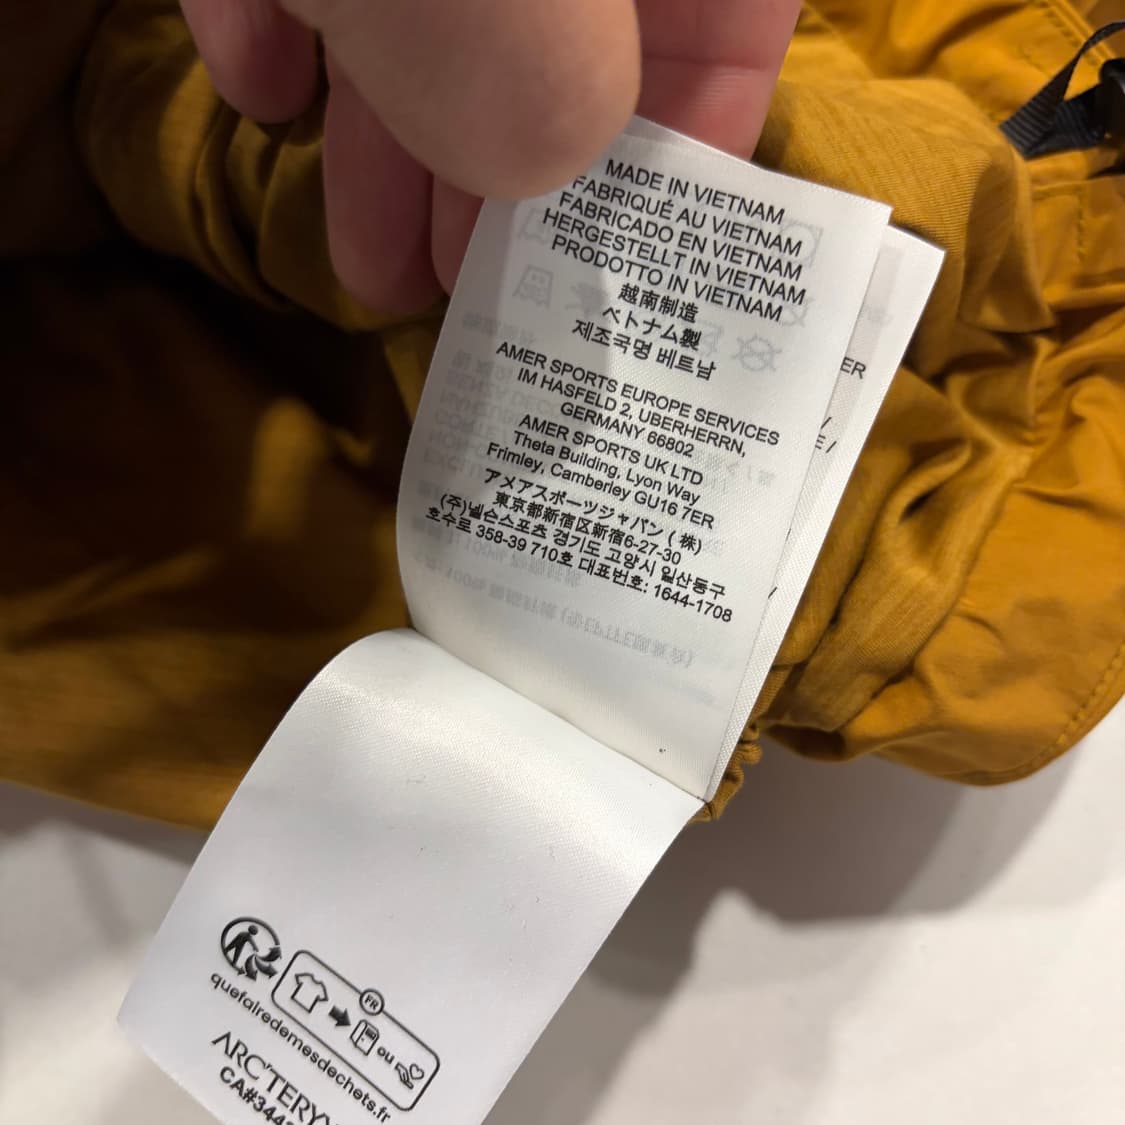 MADE IN VIETNAM
FABRIQUÉ AU VIETNAM
FABRICADO EN VIETNAM
HERGESTELLT IN VIETNAM
PRODOTTO IN VIETNAM
越南制造
ベトナム製
제조국명 베트남
AMER SPORTS EUROPE SERVICES
IM HASFELD 2, UBERHERRN,
GERMANY 66802
AMER SPORTS UK LTD
Theta Building, Lyon Way
Frimley, Camberley GU16 7ER
アメアスポーツジャパン (株)
東京都新宿区新宿6-27-30
(주)넬슨스포츠 경기도 고양시 일산동구
호수로 358-39 710호 대표번호: 1644-1708
ER
E /
FR
ou
quefairedemesdechets.fr
ARC'TERYX